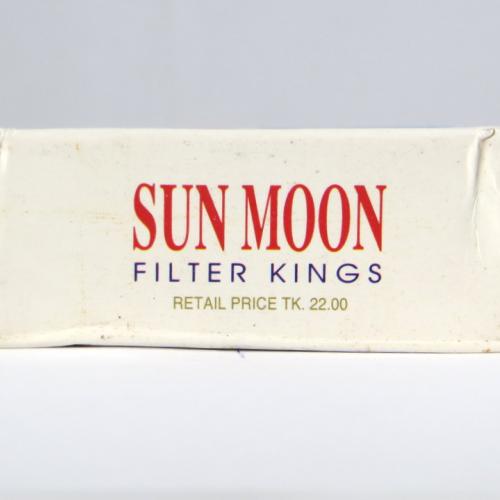 SUN MOON
FILTER KINGS
RETAIL PRICE TK. 22.00